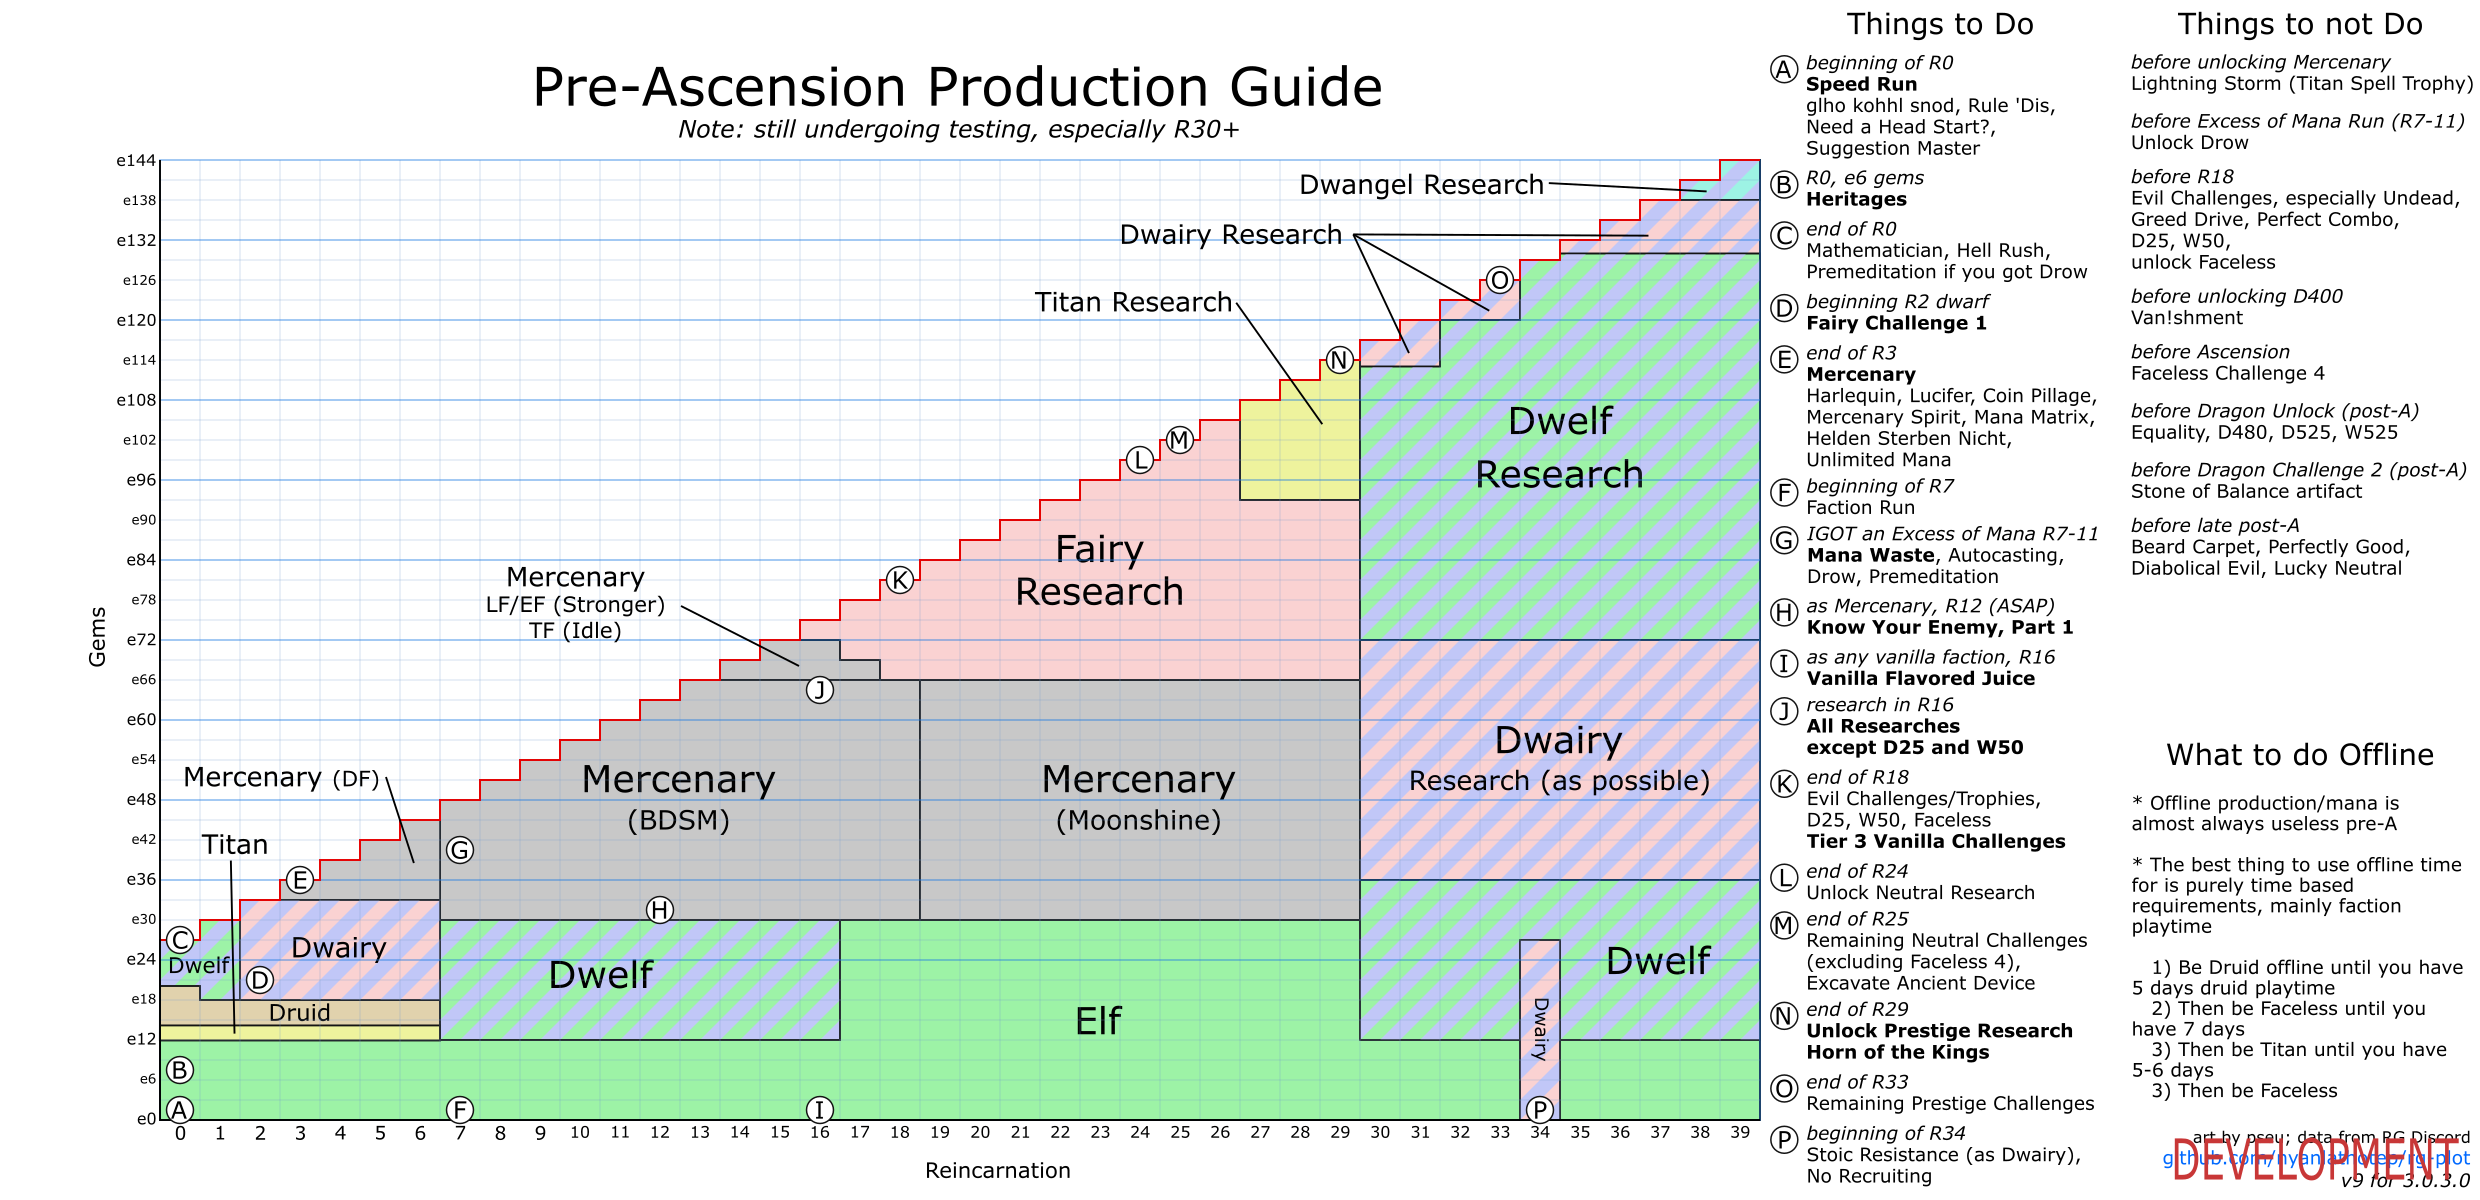 Pre-Ascension Production Guide
Note: still undergoing testing, especially R30+
Gems
e144
e138
e132
e126
e120
e114
e108
e102
e96
e90
e84
e78
e72
e66
e60
e54
e48
e42
e36
e30
e24
e18
e12
e6
e0
0 1 2 3 4 5 6 7 8 9 10 11 12 13 14 15 16 17 18 19 20 21 22 23 24 25 26 27 28 29 30 31 32 33 34 35 36 37 38 39
Reincarnation
Dwangel Research
Dwairy Research
Titan Research
Mercenary
LF/EF (Stronger)
TF (Idle)
Mercenary (DF)
Titan
Dwelf
Dwairy
Druid
Dwelf
Mercenary
(BDSM)
Mercenary
(Moonshine)
Fairy
Research
Elf
Dwelf
Research
Dwairy
Research (as possible)
Dwelf
Dwairy
A
B
C
D
E
F
G
H
I
J
K
L
M
N
O
P
Things to Do
A beginning of R0
Speed Run
glho kohhl snod, Rule 'Dis,
Need a Head Start?,
Suggestion Master
B R0, e6 gems
Heritages
C end of R0
Mathematician, Hell Rush,
Premeditation if you got Drow
D beginning R2 dwarf
Fairy Challenge 1
E end of R3
Mercenary
Harlequin, Lucifer, Coin Pillage,
Mercenary Spirit, Mana Matrix,
Helden Sterben Nicht,
Unlimited Mana
F beginning of R7
Faction Run
G IGOT an Excess of Mana R7-11
Mana Waste, Autocasting,
Drow, Premeditation
H as Mercenary, R12 (ASAP)
Know Your Enemy, Part 1
I as any vanilla faction, R16
Vanilla Flavored Juice
J research in R16
All Researches
except D25 and W50
K end of R18
Evil Challenges/Trophies,
D25, W50, Faceless
Tier 3 Vanilla Challenges
L end of R24
Unlock Neutral Research
M end of R25
Remaining Neutral Challenges
(excluding Faceless 4),
Excavate Ancient Device
N end of R29
Unlock Prestige Research
Horn of the Kings
O end of R33
Remaining Prestige Challenges
P beginning of R34
Stoic Resistance (as Dwairy),
No Recruiting
Things to not Do
before unlocking Mercenary
Lightning Storm (Titan Spell Trophy)
before Excess of Mana Run (R7-11)
Unlock Drow
before R18
Evil Challenges, especially Undead,
Greed Drive, Perfect Combo,
D25, W50,
unlock Faceless
before unlocking D400
Van!shment
before Ascension
Faceless Challenge 4
before Dragon Unlock (post-A)
Equality, D480, D525, W525
before Dragon Challenge 2 (post-A)
Stone of Balance artifact
before late post-A
Beard Carpet, Perfectly Good,
Diabolical Evil, Lucky Neutral
What to do Offline
* Offline production/mana is
almost always useless pre-A
* The best thing to use offline time
for is purely time based
requirements, mainly faction
playtime
1) Be Druid offline until you have
5 days druid playtime
2) Then be Faceless until you
have 7 days
3) Then be Titan until you have
5-6 days
3) Then be Faceless
art by pseu; data from RG Discord
github.com/nyanlathotep/rg-plot
v9 for 3.0.3.0
DEVELOPMENT